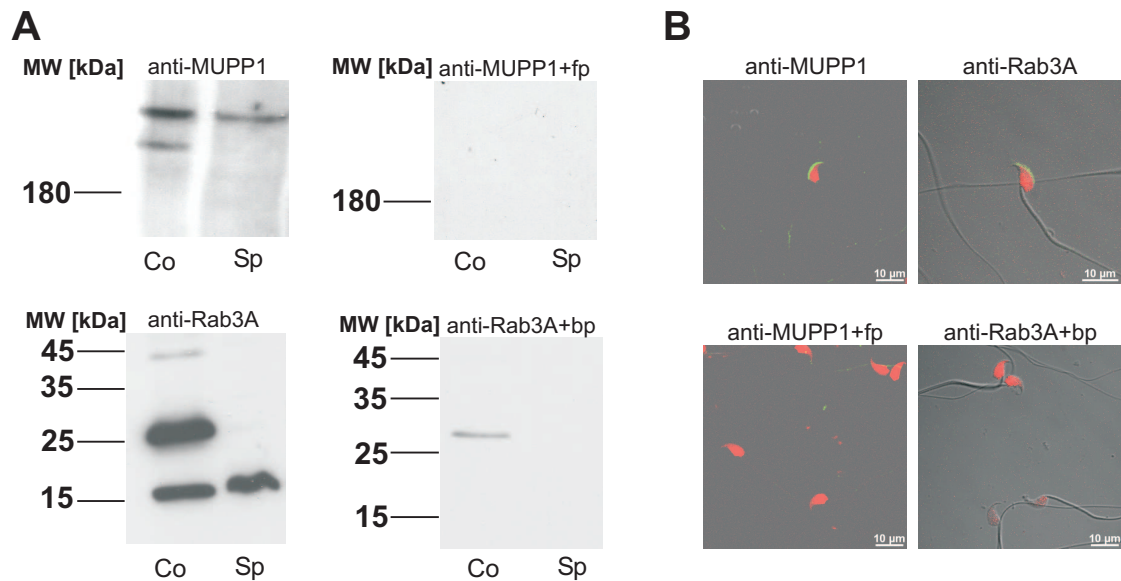 A
B
MW [kDa] anti-MUPP1
180
Co Sp
MW [kDa] anti-MUPP1+fp
180
Co Sp
MW [kDa] anti-Rab3A
45
35
25
15
Co Sp
MW [kDa] anti-Rab3A+bp
45
35
25
15
Co Sp
anti-MUPP1
10 µm
anti-Rab3A
10 µm
anti-MUPP1+fp
10 µm
anti-Rab3A+bp
10 µm